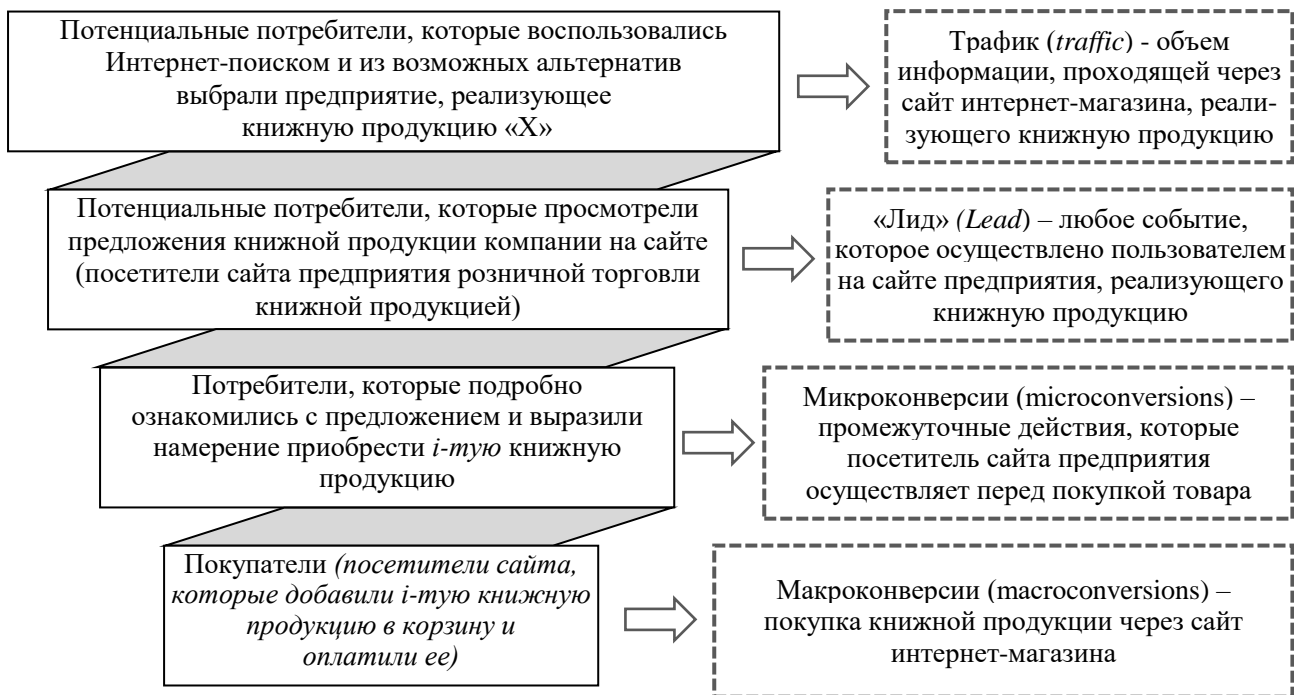 Потенциальные потребители, которые воспользовались
Интернет-поиском и из возможных альтернатив
выбрали предприятие, реализующее
книжную продукцию «Х»
Трафик (traffic) - объем
информации, проходящей через
сайт интернет-магазина, реали-
зующего книжную продукцию
Потенциальные потребители, которые просмотрели
предложения книжной продукции компании на сайте
(посетители сайта предприятия розничной торговли
книжной продукцией)
«Лид» (Lead) – любое событие,
которое осуществлено пользователем
на сайте предприятия, реализующего
книжную продукцию
Потребители, которые подробно
ознакомились с предложением и выразили
намерение приобрести i-тую книжную
продукцию
Микроконверсии (microconversions) –
промежуточные действия, которые
посетитель сайта предприятия
осуществляет перед покупкой товара
Покупатели (посетители сайта,
которые добавили i-тую книжную
продукцию в корзину и
оплатили ее)
Макроконверсии (macroconversions) –
покупка книжной продукции через сайт
интернет-магазина